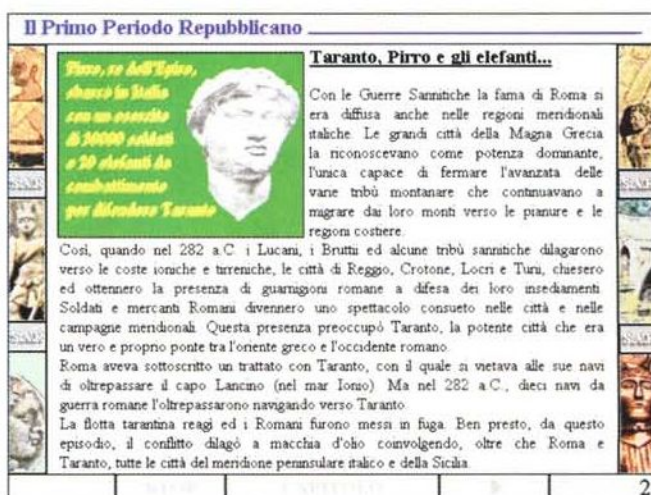 Il Primo Periodo Repubblicano
Pirro, re dell'Epiro,
sbarcò in Italia
con un esercito
di 30000 soldati
e 20 elefanti da
combattimento
per difendere Taranto
Taranto, Pirro e gli elefanti...
Con le Guerre Sannitiche la fama di Roma si
era diffusa anche nelle regioni meridionali
italiche. Le grandi città della Magna Grecia
la riconoscevano come potenza dominante,
l'unica capace di fermare l'avanzata delle
varie tribù montanare che continuavano a
migrare dai loro monti verso le pianure e le
regioni costiere.
Così, quando nel 282 a.C. i Lucani, i Bruttii ed alcune tribù sannitiche dilagarono
verso le coste ioniche e tirreniche, le città di Reggio, Crotone, Locri e Turii, chiesero
ed ottennero la presenza di guarnigioni romane a difesa dei loro insediamenti.
Soldati e mercanti Romani divennero uno spettacolo consueto nelle città e nelle
campagne meridionali. Questa presenza preoccupò Taranto, la potente città che era
un vero e proprio ponte tra l'oriente greco e l'occidente romano.
Roma aveva sottoscritto un trattato con Taranto, con il quale si vietava alle sue navi
di oltrepassare il capo Lancino (nel mar Ionio). Ma nel 282 a.C., dieci navi da
guerra romane l'oltrepassarono navigando verso Taranto.
La flotta tarantina reagì ed i Romani furono messi in fuga. Ben presto, da questo
episodio, il conflitto dilagò a macchia d'olio coinvolgendo, oltre che Roma e
Taranto, tutte le città del meridione peninsulare italico e della Sicilia.
CAPITOLO
2